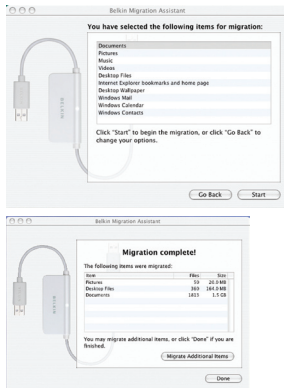 Belkin Migration Assistant
You have selected the following items for migration:
Documents
Pictures
Music
Videos
Desktop Files
Internet Explorer bookmarks and home page
Desktop Wallpaper
Windows Mail
Windows Calendar
Windows Contacts
Click "Start" to begin the migration, or click "Go Back" to
change your options.
BELKIN
Go Back Start
Belkin Migration Assistant
Migration complete!
The following items were migrated:
Item Files Size
Pictures 59 20.0 MB
Desktop Files 360 164.9 MB
Documents 1815 1.5 GB
You may migrate additional items, or click "Done" if you are
finished.
BELKIN
Migrate Additional Items
Done